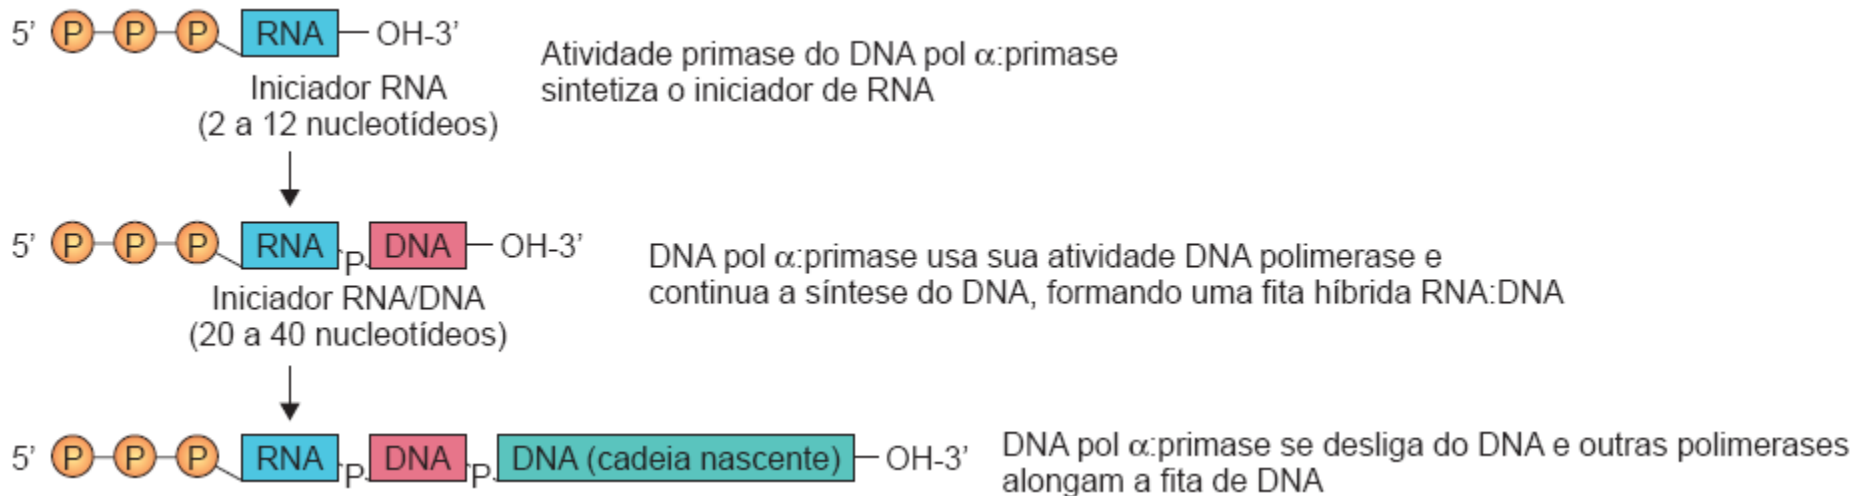 5' P P P RNA OH-3'
Iniciador RNA
(2 a 12 nucleotídeos)
Atividade primase do DNA pol α:primase
sintetiza o iniciador de RNA
5' P P P RNA P DNA OH-3'
Iniciador RNA/DNA
(20 a 40 nucleotídeos)
DNA pol α:primase usa sua atividade DNA polimerase e
continua a síntese do DNA, formando uma fita híbrida RNA:DNA
5' P P P RNA P DNA P DNA (cadeia nascente) OH-3'
DNA pol α:primase se desliga do DNA e outras polimerases
alongam a fita de DNA